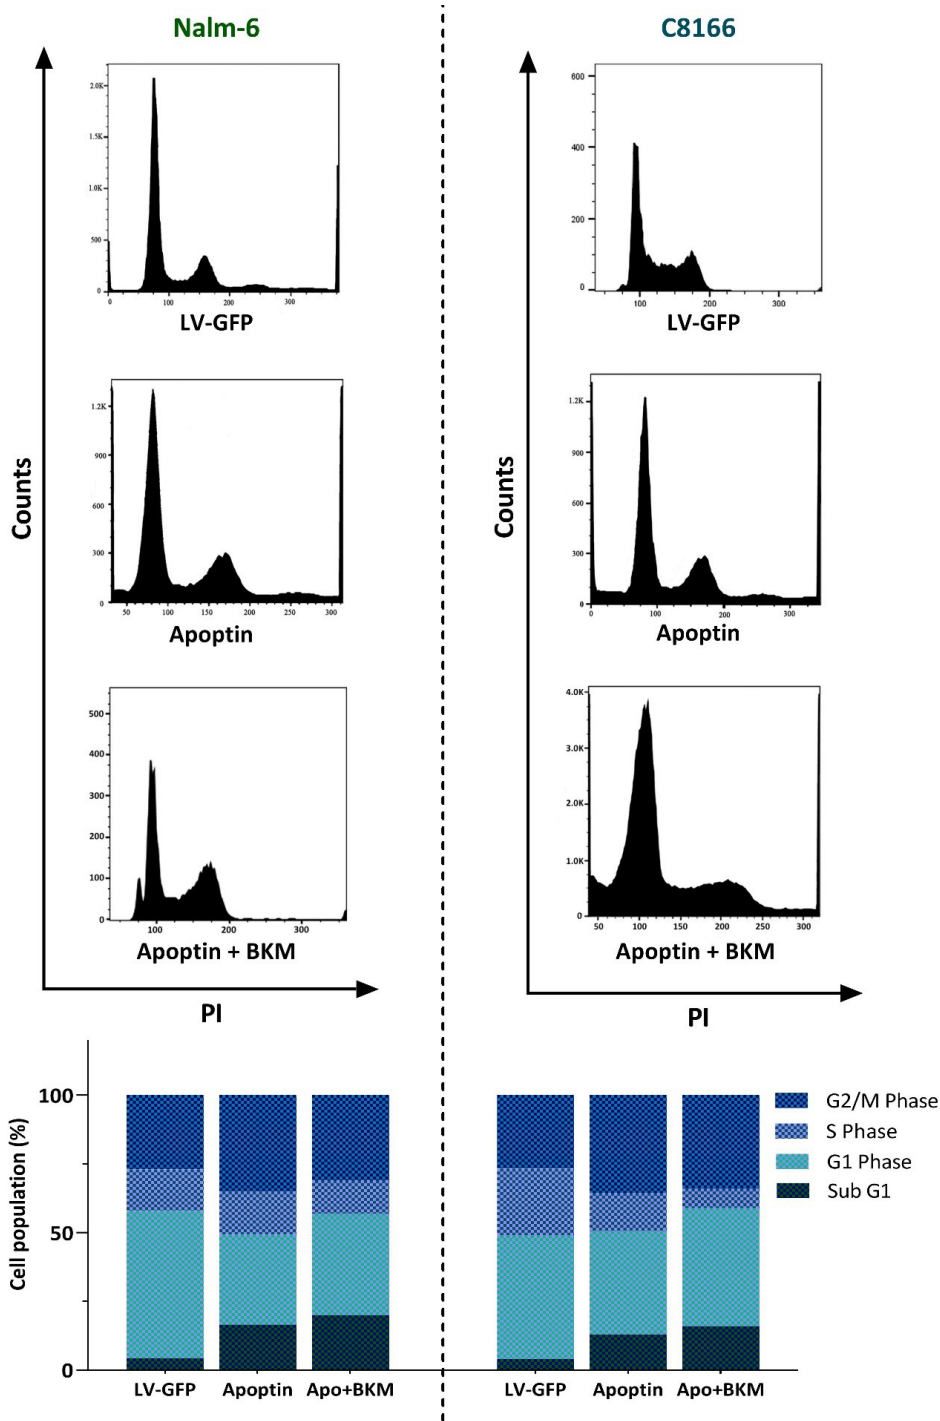 Nalm-6
C8166
2.0K
1.5K
1.0K
500
0
0 100 200 300
LV-GFP
600
400
200
0
100 200 300
LV-GFP
Counts
1.2K
900
600
300
0
50 100 150 200 250 300
Apoptin
Counts
1.2K
900
600
300
0
0 100 200 300
Apoptin
500
400
300
200
100
0
100 200 300
Apoptin + BKM
4.0K
3.0K
2.0K
1.0K
0
50 100 150 200 250 300
Apoptin + BKM
PI
PI
Cell population (%)
100
50
0
LV-GFP Apoptin Apo+BKM
LV-GFP Apoptin Apo+BKM
G2/M Phase
S Phase
G1 Phase
Sub G1